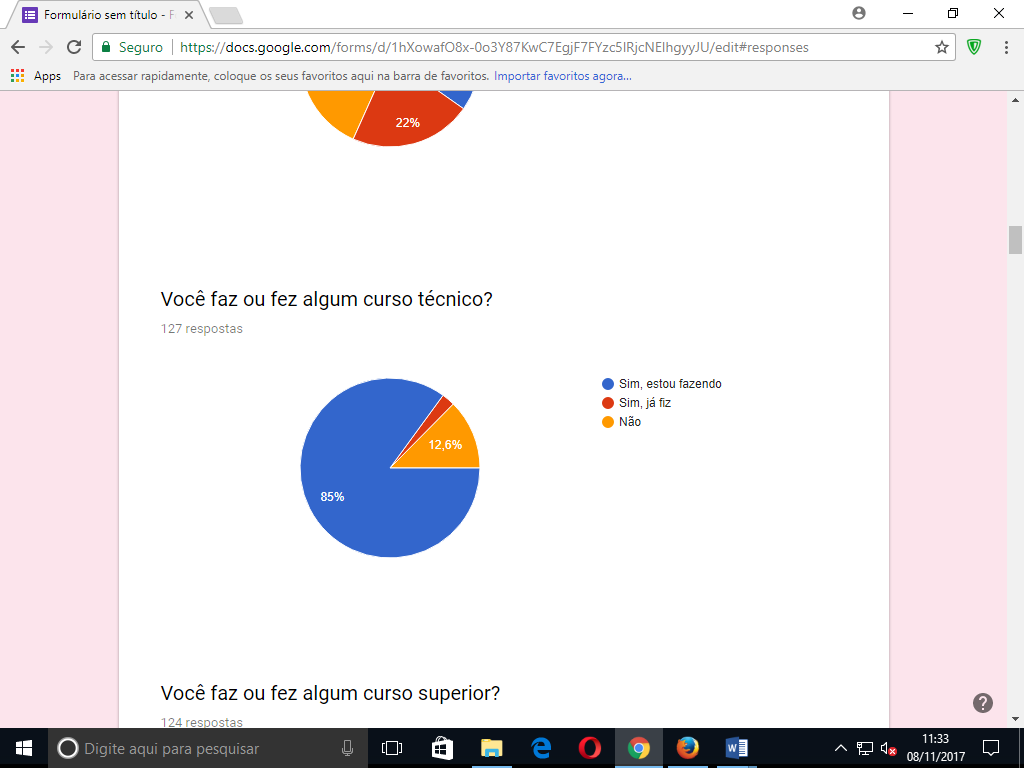 Formulário sem título - F
Seguro
https://docs.google.com/forms/d/1hXowafO8x-0o3Y87KwC7EgjF7FYzc5lRjcNElhgyyJU/edit#responses
Apps
Para acessar rapidamente, coloque os seus favoritos aqui na barra de favoritos. Importar favoritos agora...
22%
Você faz ou fez algum curso técnico?
127 respostas
Sim, estou fazendo
Sim, já fiz
Não
12,6%
85%
Você faz ou fez algum curso superior?
124 respostas
?
Digite aqui para pesquisar
11:33
08/11/2017